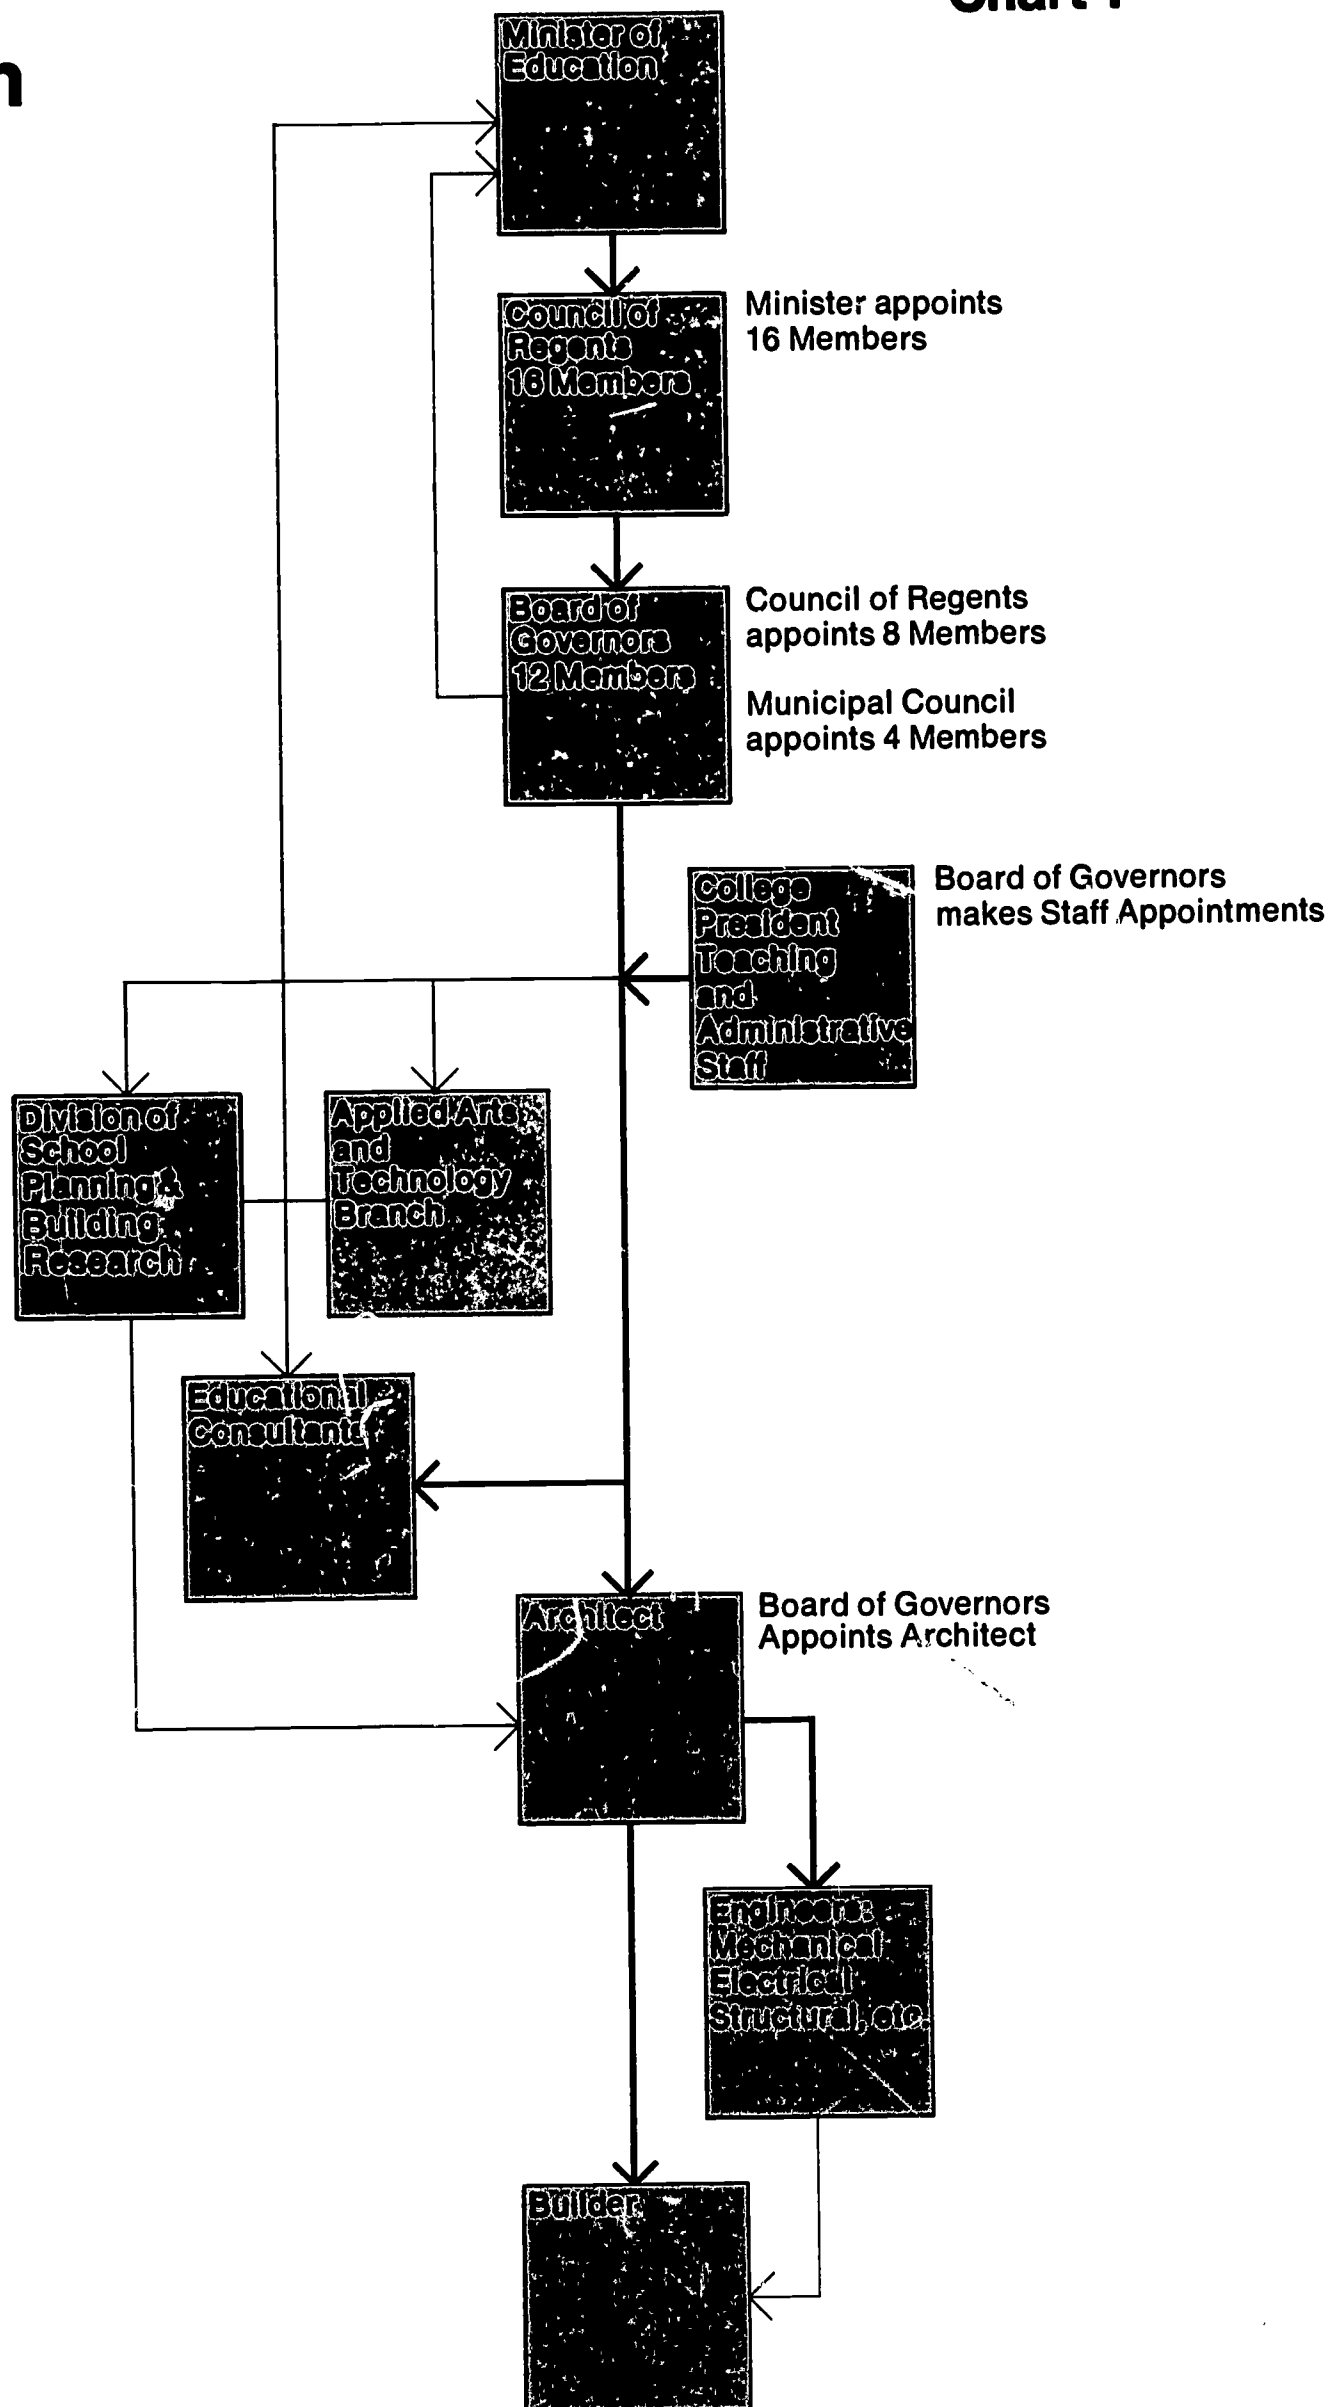 Chart 1
n
Minister of
Education
Council of
Regents
16 Members
Minister appoints
16 Members
Board of
Governors
12 Members
Council of Regents
appoints 8 Members
Municipal Council
appoints 4 Members
College
President
Teaching
and
Administrative
Staff
Board of Governors
makes Staff Appointments
Division of
School
Planning &
Building
Research
Applied Arts
and
Technology
Branch
Educational
Consultants
Architect
Board of Governors
Appoints Architect
Engineers:
Mechanical
Electrical
Structural, etc.
Builder